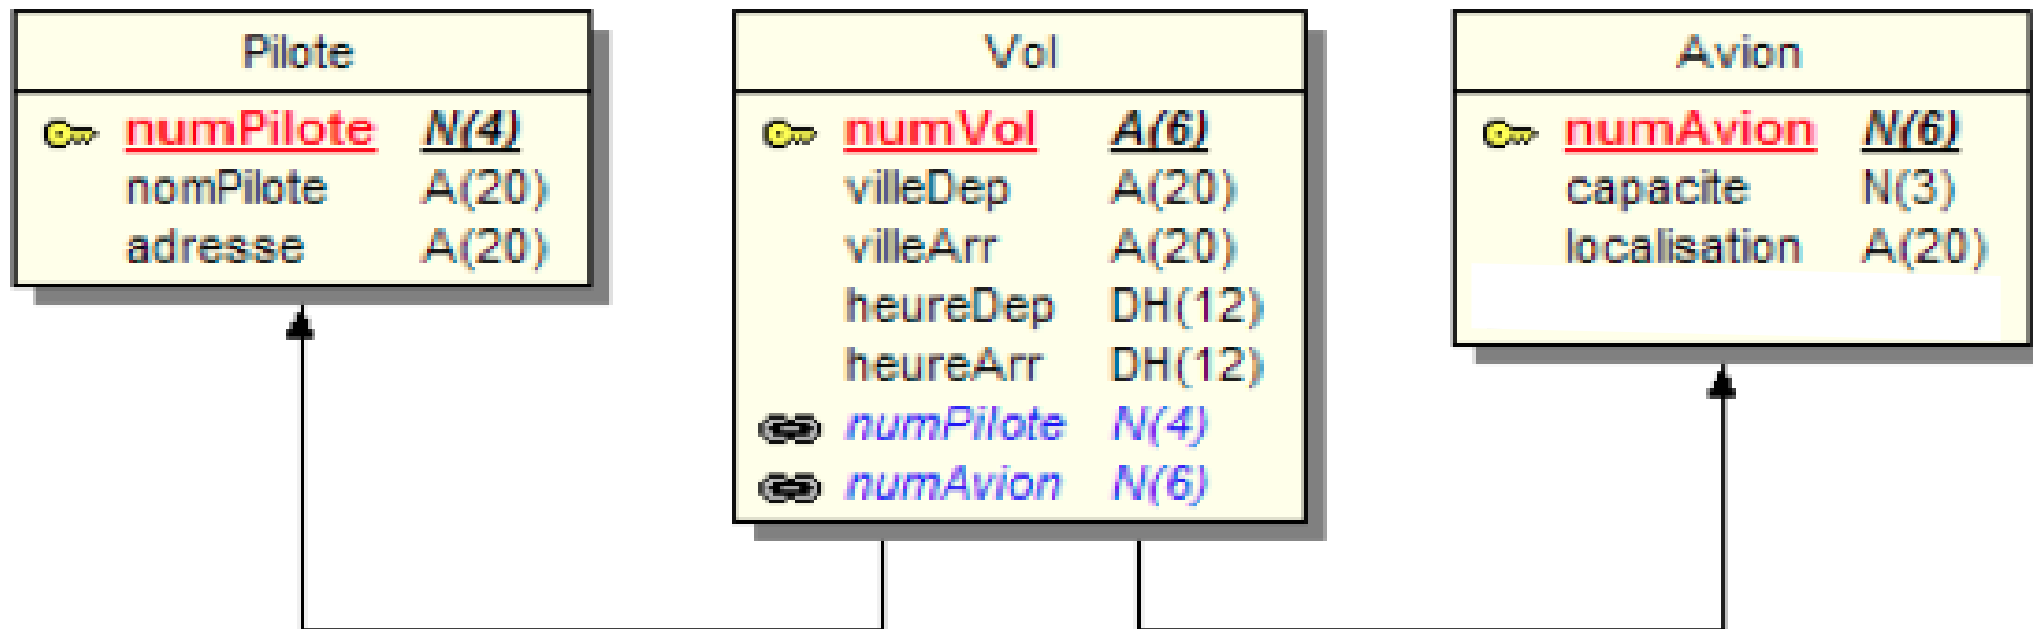 Pilote
numPilote N(4)
nomPilote A(20)
adresse A(20)
Vol
numVol A(6)
villeDep A(20)
villeArr A(20)
heureDep DH(12)
heureArr DH(12)
numPilote N(4)
numAvion N(6)
Avion
numAvion N(6)
capacite N(3)
localisation A(20)